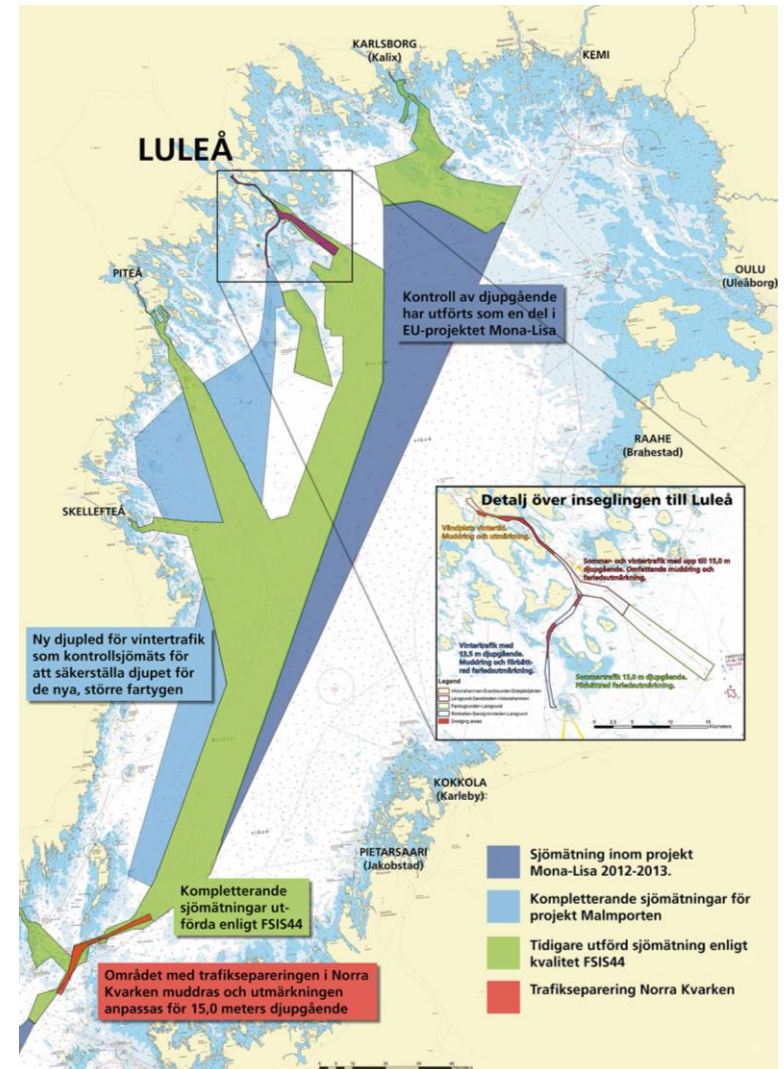 KARLSBORG
(Kalix)
KEMI
LULEÅ
PITEÅ
OULU
(Uleåborg)
Kontroll av djupgående
har utförts som en del i
EU-projektet Mona-Lisa
RAAHE
(Brahestad)
SKELLEFTEÅ
Detalj över inseglingen till Luleå
Vändplats vintertid.
Muddring och utmärkning.
Sommar- och vintertrafik med upp till 15,0 m
djupgående. Omfattande muddring och
farledsutmärkning.
Vintertrafik med
13,5 m djupgående.
Muddring och förbätt-
rad farledsutmärkning.
Sommartrafik 15,0 m djupgående.
Förbättrad farledsutmärkning.
Legend
Dredging areas
Kilometers
Ny djupled för vintertrafik
som kontrollsjömäts för
att säkerställa djupet för
de nya, större fartygen
KOKKOLA
(Karleby)
PIETARSAARI
(Jakobstad)
Kompletterande
sjömätningar ut-
förda enligt FSIS44
Området med trafiksepareringen i Norra
Kvarken muddras och utmärkningen
anpassas för 15,0 meters djupgående
Sjömätning inom projekt
Mona-Lisa 2012-2013.
Kompletterande sjömätningar för
projekt Malmporten
Tidigare utförd sjömätning enligt
kvalitet FSIS44
Trafikseparering Norra Kvarken